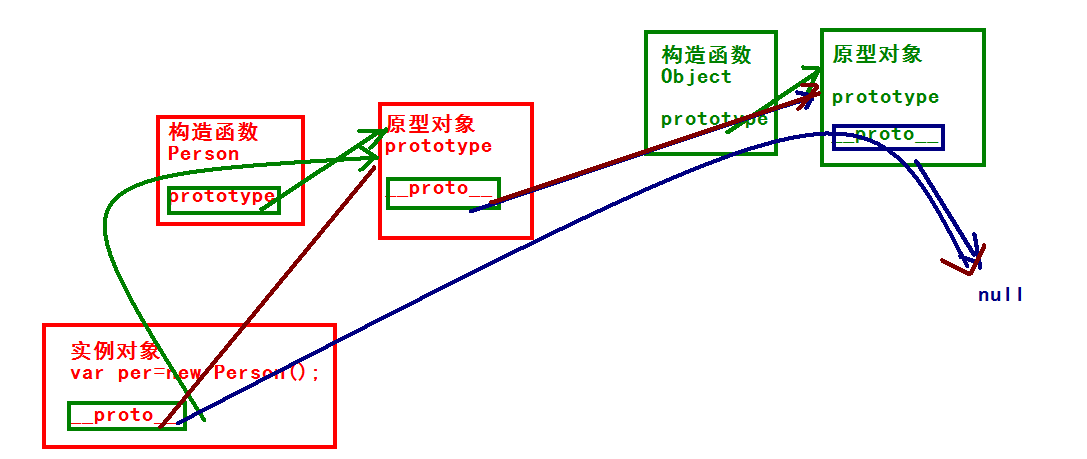 构造函数
Object
prototype
原型对象
prototype
__proto__
构造函数
Person
prototype
原型对象
prototype
__proto__
null
实例对象
var per=new Person();
__proto__